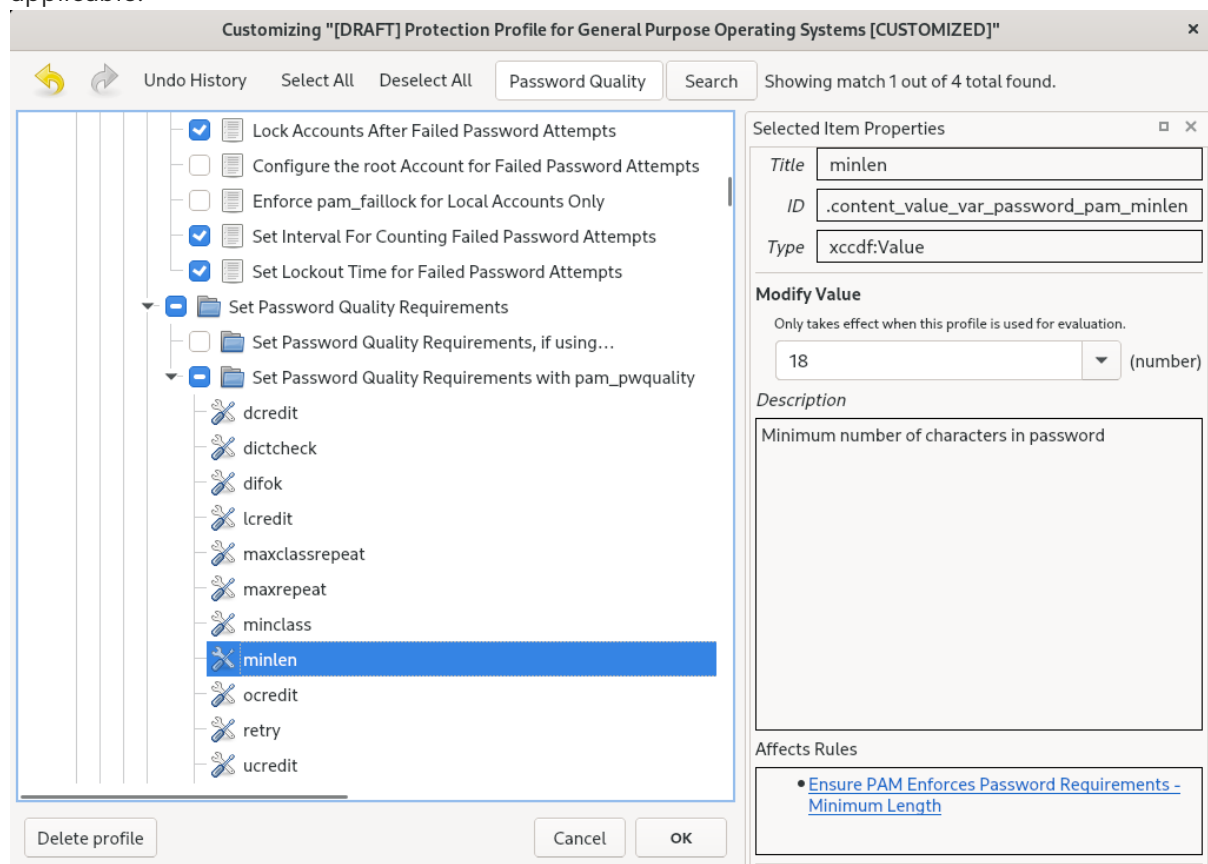 applicable.
Customizing "[DRAFT] Protection Profile for General Purpose Operating Systems [CUSTOMIZED]"
Undo History Select All Deselect All Password Quality Search Showing match 1 out of 4 total found.
Lock Accounts After Failed Password Attempts
Configure the root Account for Failed Password Attempts
Enforce pam_faillock for Local Accounts Only
Set Interval For Counting Failed Password Attempts
Set Lockout Time for Failed Password Attempts
Set Password Quality Requirements
Set Password Quality Requirements, if using...
Set Password Quality Requirements with pam_pwquality
dcredit
dictcheck
difok
lcredit
maxclassrepeat
maxrepeat
minclass
minlen
ocredit
retry
ucredit
Selected Item Properties
Title minlen
ID .content_value_var_password_pam_minlen
Type xccdf:Value
Modify Value
Only takes effect when this profile is used for evaluation.
18 (number)
Description
Minimum number of characters in password
Affects Rules
Ensure PAM Enforces Password Requirements -
Minimum Length
Delete profile Cancel OK